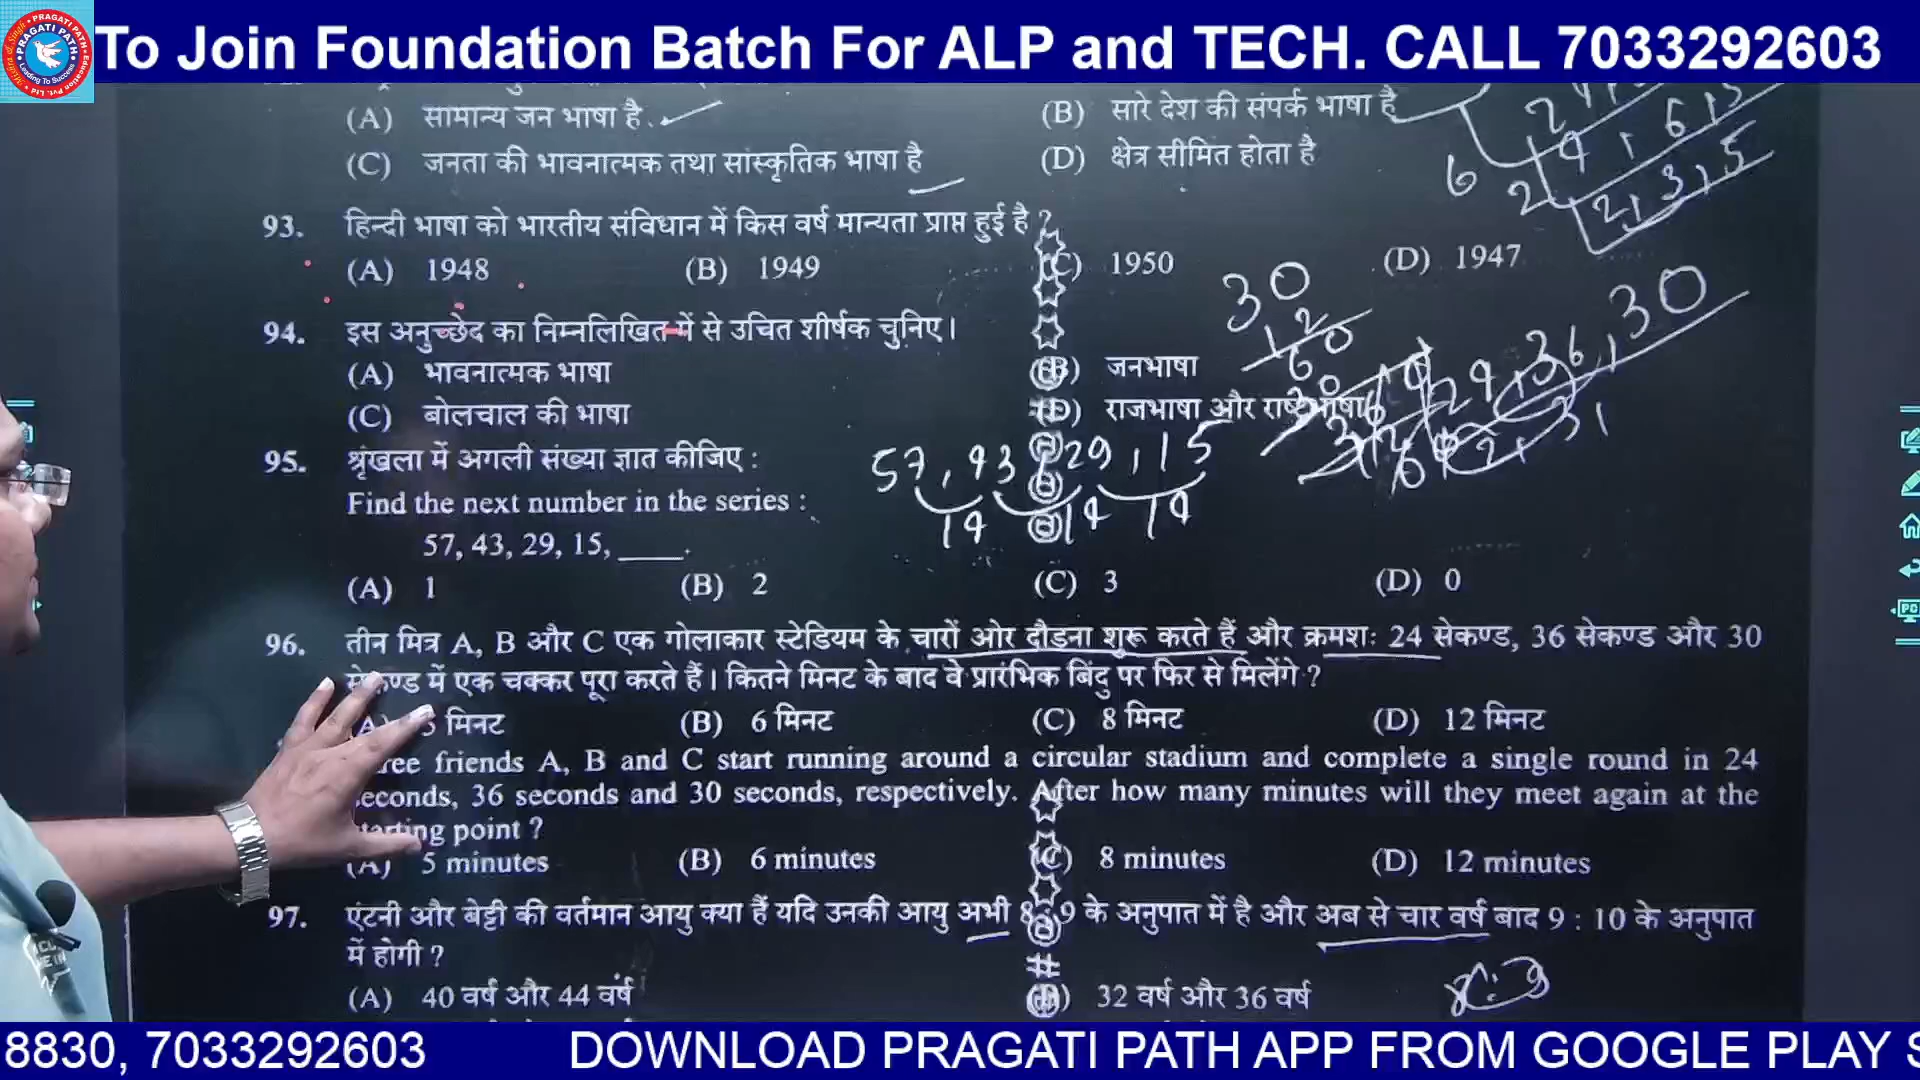 To Join Foundation Batch For ALP and TECH. CALL 7033292603
PRAGATI PATH
Leading To Success
(A) सामान्य जन भाषा है
(B) सारे देश की संपर्क भाषा है
(C) जनता की भावनात्मक तथा सांस्कृतिक भाषा है
(D) क्षेत्र सीमित होता है
93. हिन्दी भाषा को भारतीय संविधान में किस वर्ष मान्यता प्राप्त हुई है ?
(A) 1948 (B) 1949 (C) 1950 (D) 1947
94. इस अनुच्छेद का निम्नलिखित में से उचित शीर्षक चुनिए।
(A) भावनात्मक भाषा (B) जनभाषा
(C) बोलचाल की भाषा (D) राजभाषा और राष्ट्रभाषा
95. श्रृंखला में अगली संख्या ज्ञात कीजिए :
57, 43, 29, 15
14 14 14
Find the next number in the series :
57, 43, 29, 15, ____.
(A) 1 (B) 2 (C) 3 (D) 0
96. तीन मित्र A, B और C एक गोलाकार स्टेडियम के चारों ओर दौड़ना शुरू करते हैं और क्रमशः 24 सेकण्ड, 36 सेकण्ड और 30
सेकण्ड में एक चक्कर पूरा करते हैं। कितने मिनट के बाद वे प्रारंभिक बिंदु पर फिर से मिलेंगे ?
मिनट (B) 6 मिनट (C) 8 मिनट (D) 12 मिनट
ree friends A, B and C start running around a circular stadium and complete a single round in 24
econds, 36 seconds and 30 seconds, respectively. After how many minutes will they meet again at the
point ?
(A) 5 minutes (B) 6 minutes (C) 8 minutes (D) 12 minutes
97. एंटनी और बेट्टी की वर्तमान आयु क्या हैं यदि उनकी आयु अभी 8 : 9 के अनुपात में है और अब से चार वर्ष बाद 9 : 10 के अनुपात
में होगी ?
(A) 40 वर्ष और 44 वर्ष 32 वर्ष और 36 वर्ष
8830, 7033292603 DOWNLOAD PRAGATI PATH APP FROM GOOGLE PLAY S